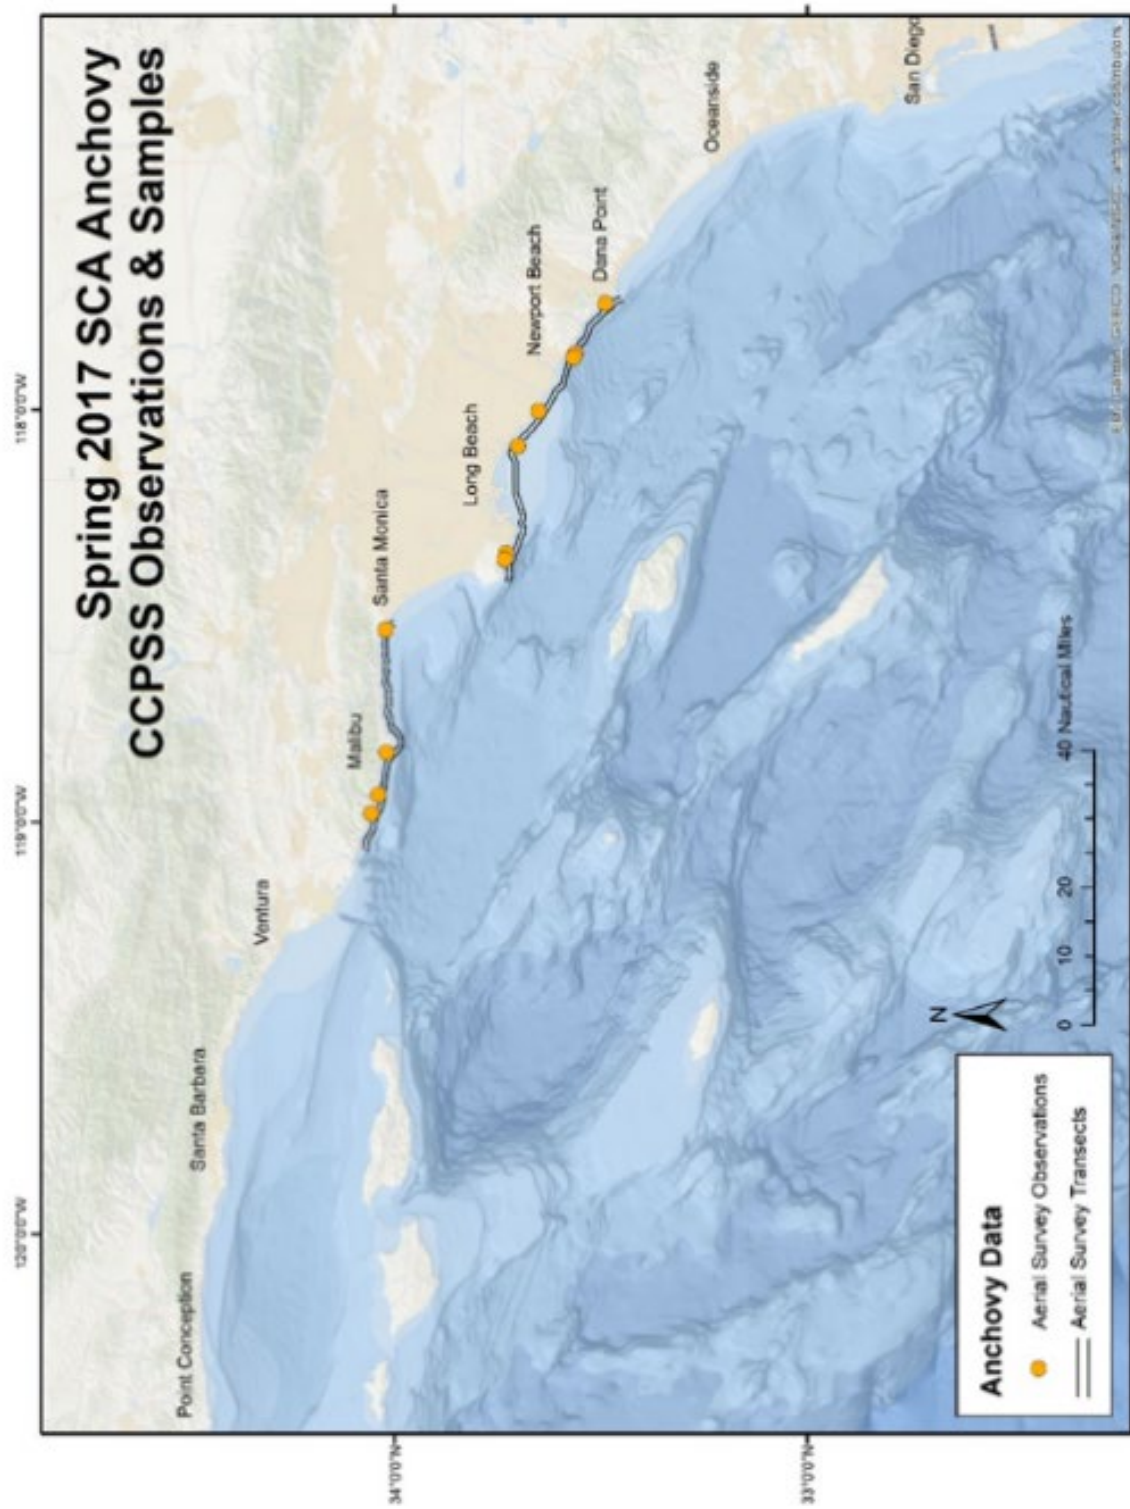 Spring 2017 SCA Anchovy
CCPSS Observations & Samples
120°0'0"W
119°0'0"W
118°0'0"W
34°0'0"N
33°0'0"N
Point Conception
Santa Barbara
Ventura
Malibu
Santa Monica
Long Beach
Newport Beach
Dana Point
Oceanside
San Diego
Anchovy Data
Aerial Survey Observations
Aerial Survey Transects
N
0 10 20 40 Nautical Miles